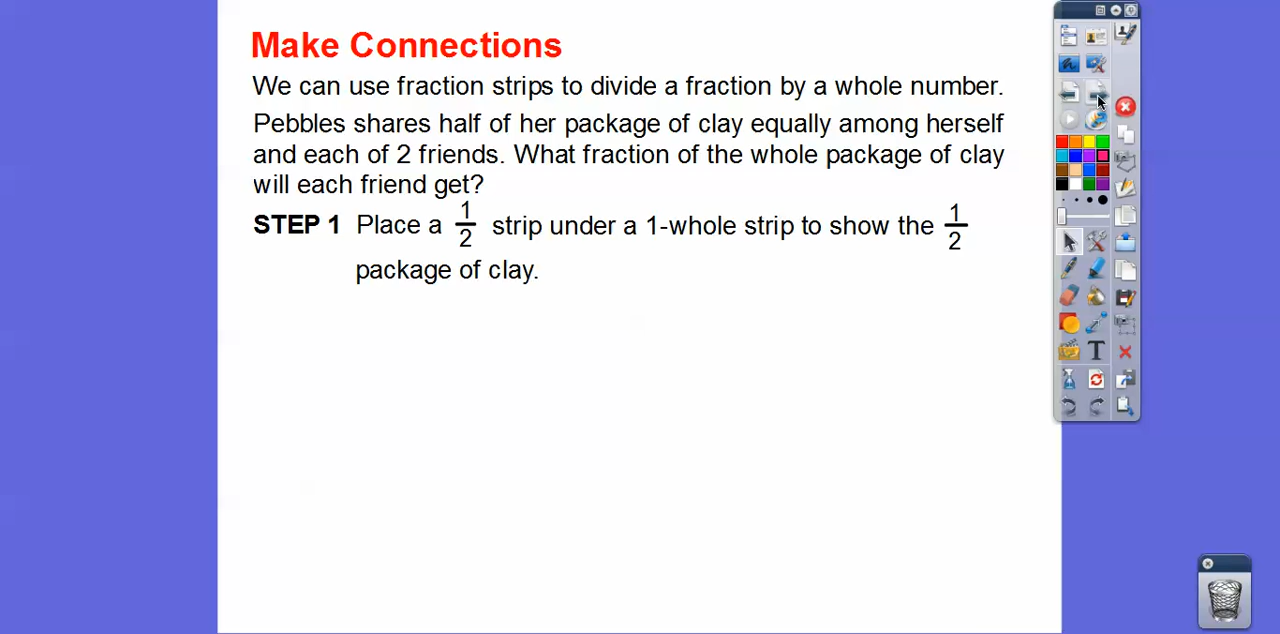 Make Connections
We can use fraction strips to divide a fraction by a whole number.
Pebbles shares half of her package of clay equally among herself
and each of 2 friends. What fraction of the whole package of clay
will each friend get?
STEP 1 Place a 1/2 strip under a 1-whole strip to show the 1/2
package of clay.